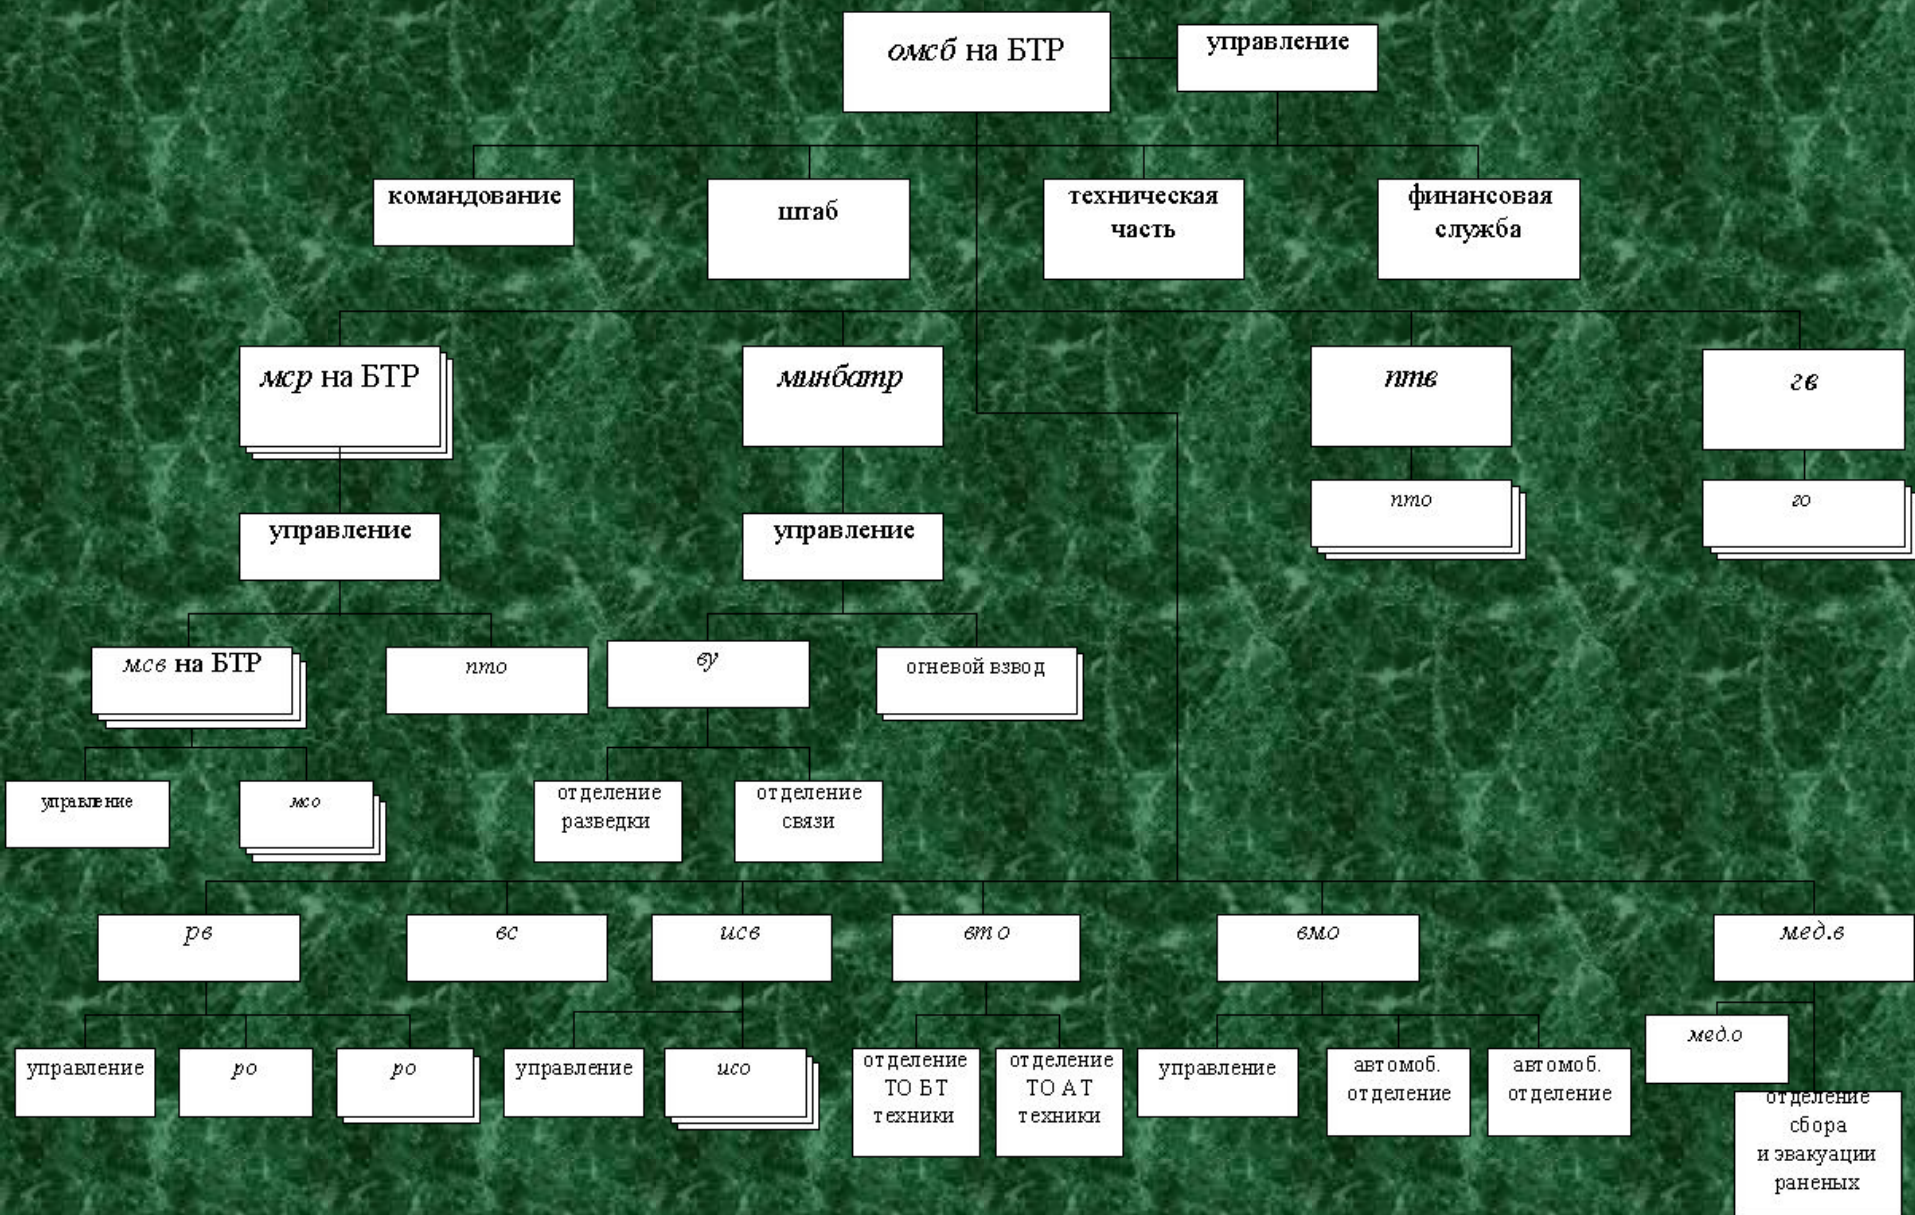 омсб на БТР
управление
командование
штаб
техническая
часть
финансовая
служба
мср на БТР
минбатр
птв
гв
пто
го
управление
управление
мсв на БТР
пто
ву
огневой взвод
управление
мсо
отделение
разведки
отделение
связи
рв
вс
исв
вто
вмо
мед.в
управление
ро
ро
управление
исо
отделение
ТО БТ
техники
отделение
ТО АТ
техники
управление
автомоб.
отделение
автомоб.
отделение
мед.о
отделение
сбора
и эвакуации
раненых